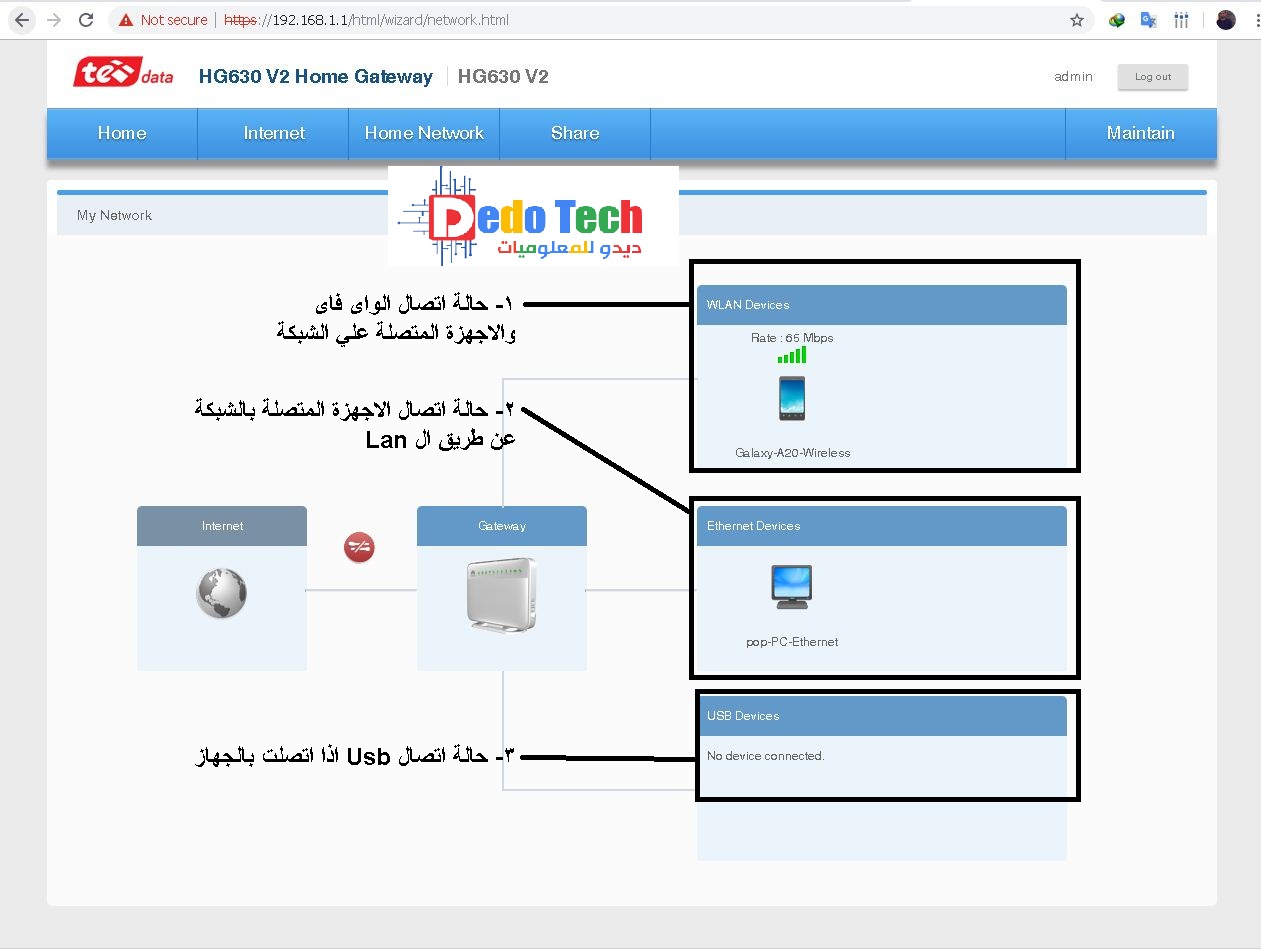 Not secure | https://192.168.1.1/html/wizard/network.html
te data
HG630 V2 Home Gateway | HG630 V2
admin
Log out
Home
Internet
Home Network
Share
Maintain
My Network
Dedo Tech
ديدو للمعلوميات
١- حالة اتصال الواى فاى
والاجهزة المتصلة علي الشبكة
WLAN Devices
Rate : 65 Mbps
Galaxy-A20-Wireless
٢- حالة اتصال الاجهزة المتصلة بالشبكة
عن طريق ال Lan
Internet
Gateway
Ethernet Devices
pop-PC-Ethernet
USB Devices
No device connected.
٣- حالة اتصال Usb اذا اتصلت بالجهاز